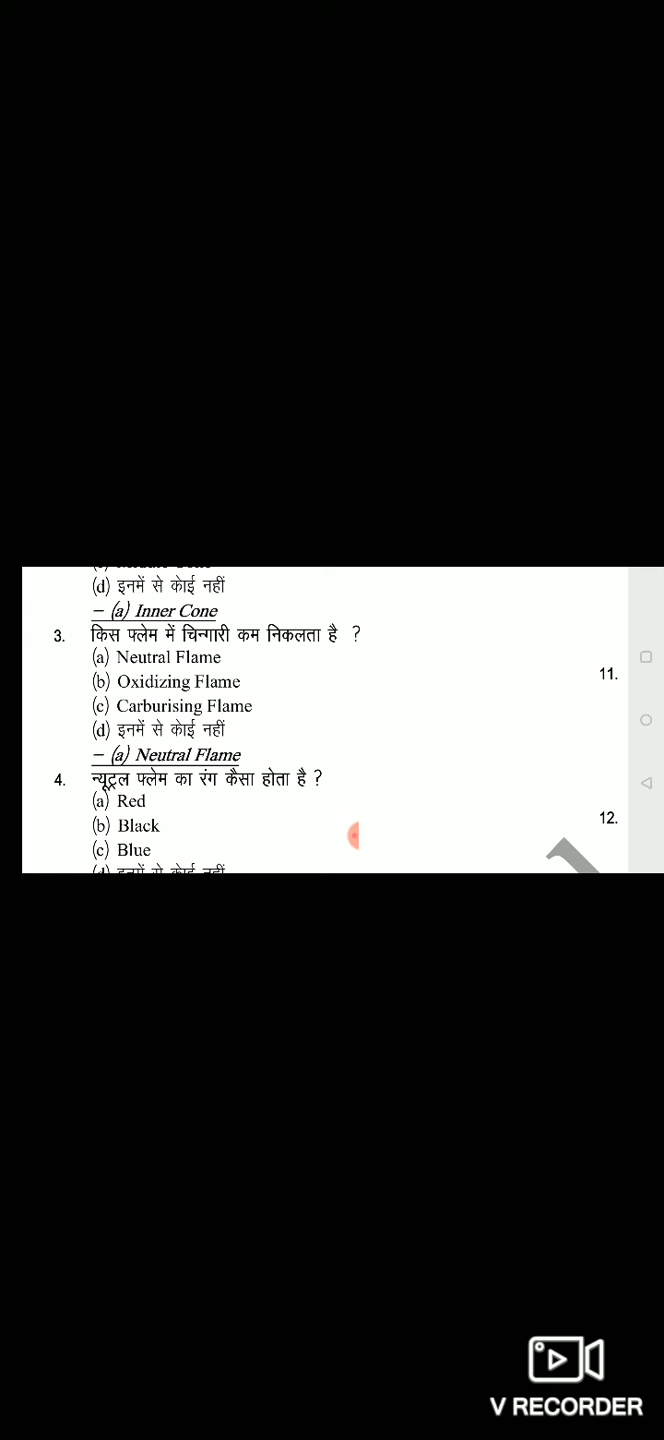 (d) इनमें से कोई नहीं
– (a) Inner Cone
3. किस फ्लेम में चिन्गारी कम निकलता है ?
(a) Neutral Flame
(b) Oxidizing Flame
(c) Carburising Flame
(d) इनमें से कोई नहीं
– (a) Neutral Flame
4. न्यूट्रल फ्लेम का रंग कैसा होता है ?
(a) Red
(b) Black
(c) Blue
11.
12.
V RECORDER